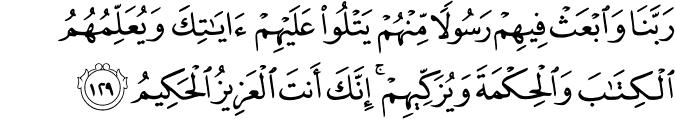 رَبَّنَا وَٱبۡعَثۡ فِيهِمۡ رَسُولٗا مِّنۡهُمۡ يَتۡلُواْ عَلَيۡهِمۡ ءَايَٰتِكَ وَيُعَلِّمُهُمُ
ٱلۡكِتَٰبَ وَٱلۡحِكۡمَةَ وَيُزَكِّيهِمۡۚ إِنَّكَ أَنتَ ٱلۡعَزِيزُ ٱلۡحَكِيمُ ١٢٩